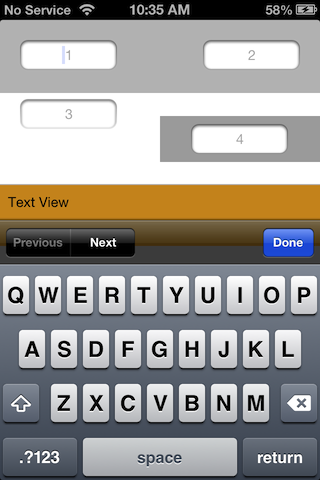 No Service 10:35 AM 58%
1 2
3
4
Text View
Previous Next Done
Q W E R T Y U I O P
A S D F G H J K L
Z X C V B N M
.?123 space return